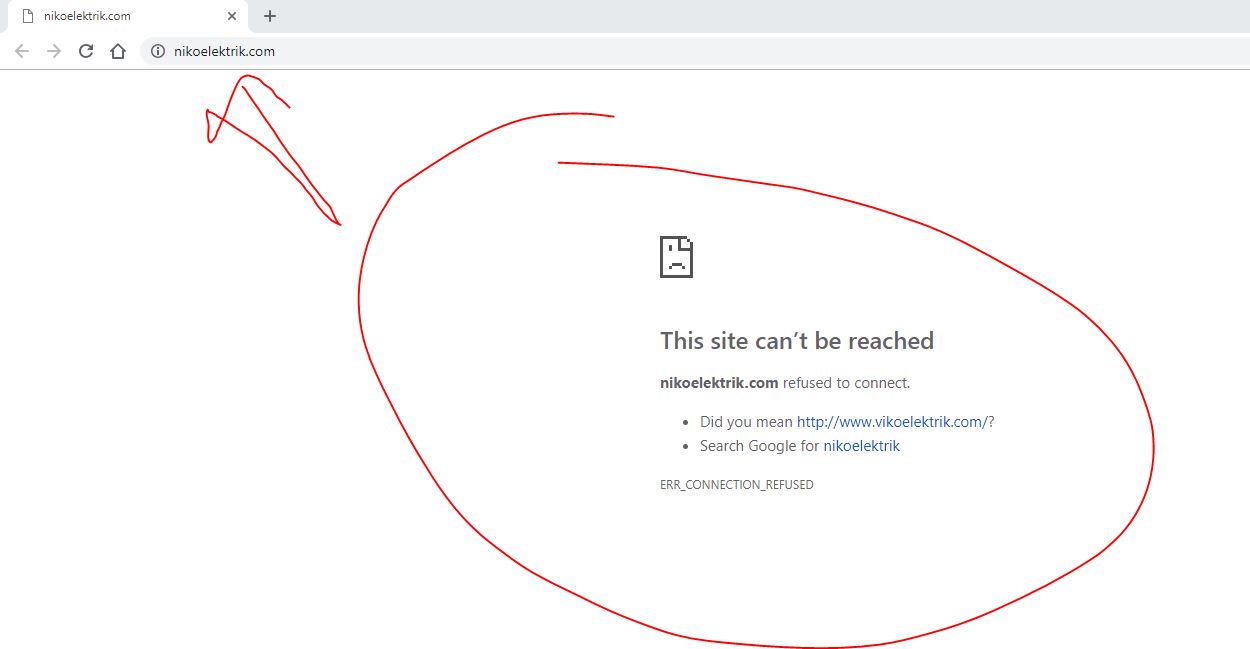 nikoelektrik.com
nikoelektrik.com
This site can’t be reached
nikoelektrik.com refused to connect.
• Did you mean http://www.vikoelektrik.com/?
• Search Google for nikoelektrik
ERR_CONNECTION_REFUSED